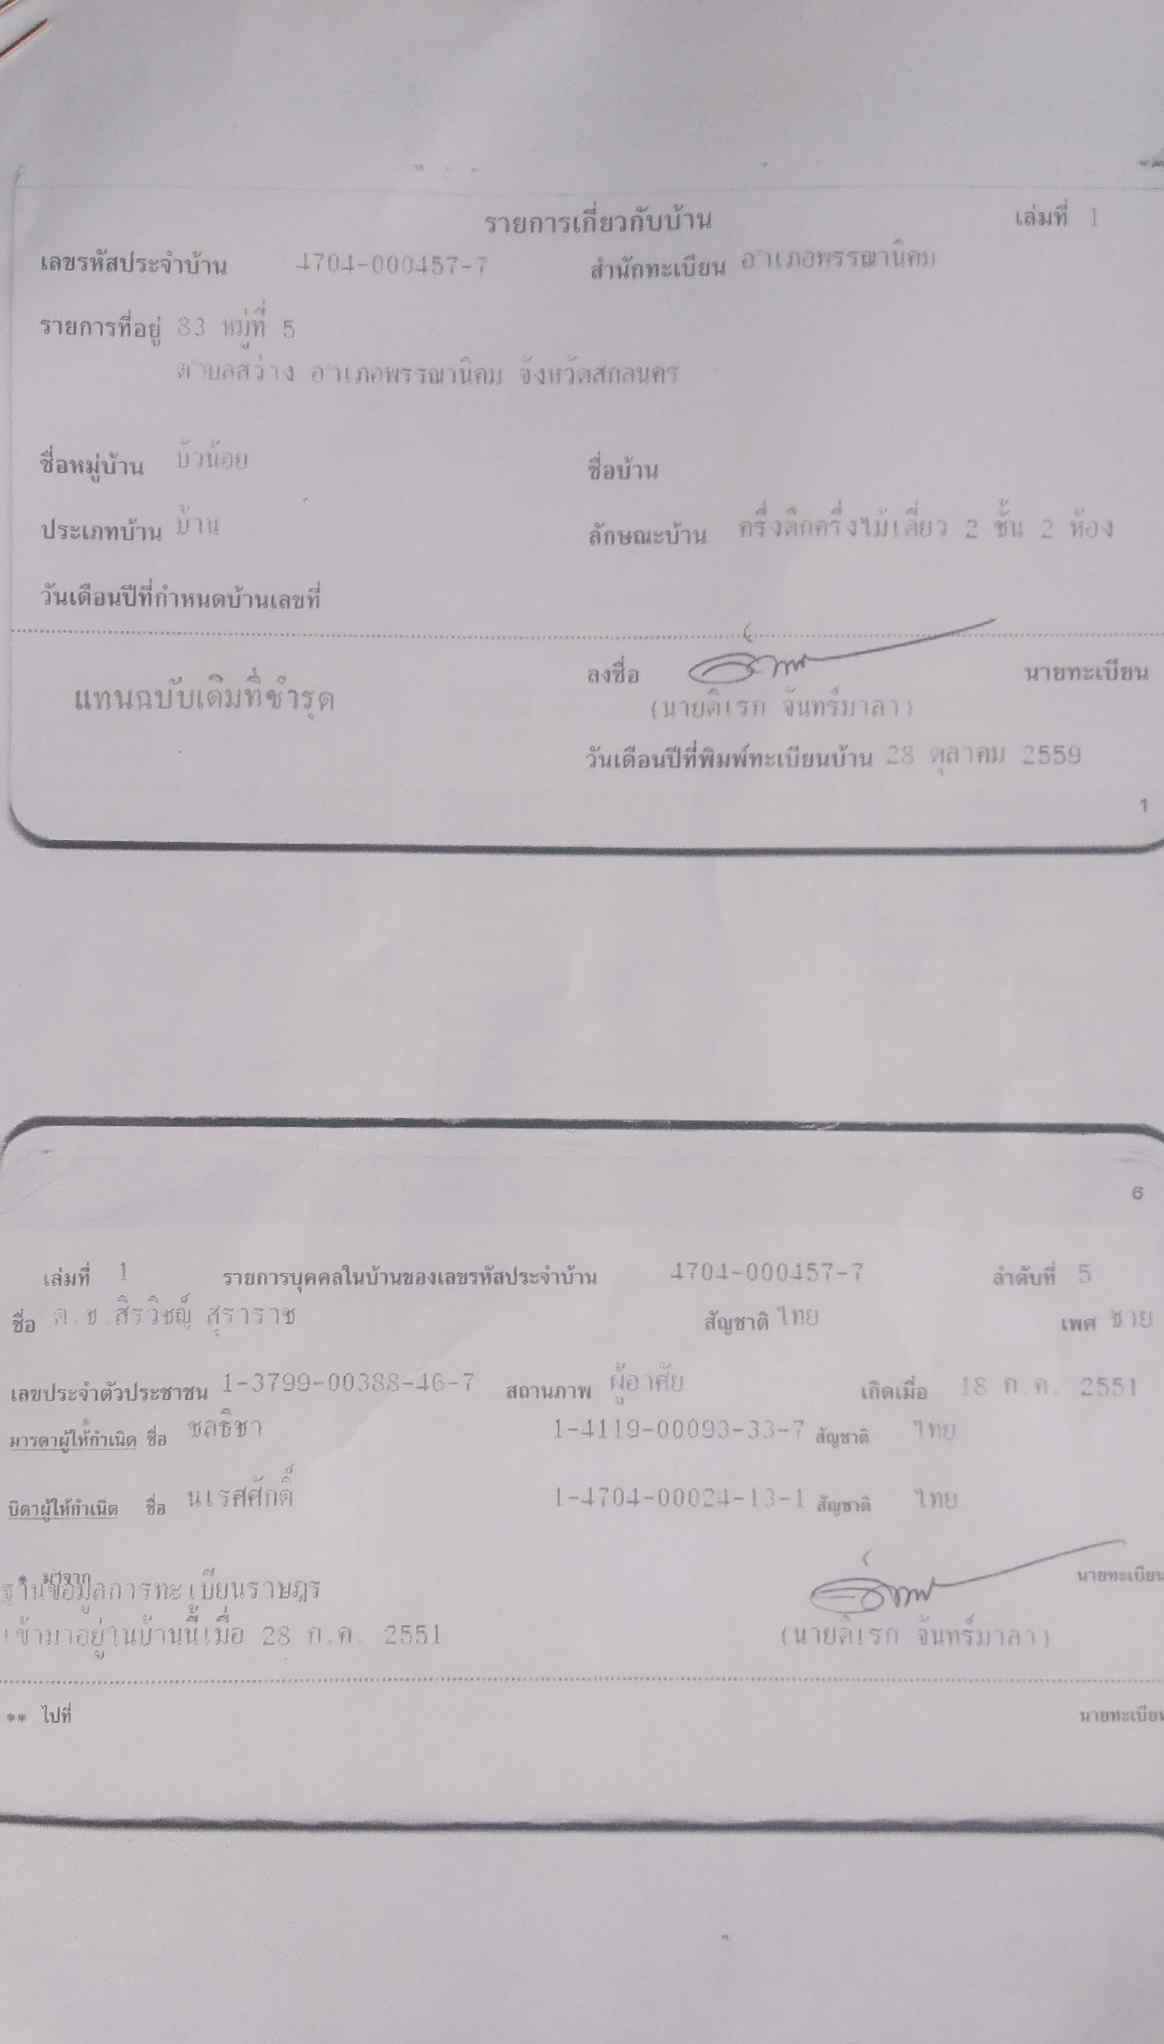 รายการเกี่ยวกับบ้าน เล่มที่ 1
เลขรหัสประจำบ้าน 4704-000457-7 สำนักทะเบียน อำเภอพรรณานิคม
รายการที่อยู่ 83 หมู่ที่ 5
ตำบลสว่าง อำเภอพรรณานิคม จังหวัดสกลนคร
ชื่อหมู่บ้าน บัวน้อย ชื่อบ้าน
ประเภทบ้าน บ้าน ลักษณะบ้าน ครึ่งตึกครึ่งไม้เดี่ยว 2 ชั้น 2 ห้อง
วันเดือนปีที่กำหนดบ้านเลขที่
ลงชื่อ นายทะเบียน
แทนฉบับเดิมที่ชำรุด (นายดิเรก จันทร์มาลา)
วันเดือนปีที่พิมพ์ทะเบียนบ้าน 28 ตุลาคม 2559
1
6
เล่มที่ 1 รายการบุคคลในบ้านของเลขรหัสประจำบ้าน 4704-000457-7 ลำดับที่ 5
ชื่อ ด.ช.สิรวิชญ์ สุราราช สัญชาติ ไทย เพศ ชาย
เลขประจำตัวประชาชน 1-3799-00388-46-7 สถานภาพ ผู้อาศัย เกิดเมื่อ 18 ก.ค. 2551
มารดาผู้ให้กำเนิด ชื่อ ชลธิชา 1-4119-00093-33-7 สัญชาติ ไทย
บิดาผู้ให้กำเนิด ชื่อ นเรศศักดิ์ 1-4704-00024-13-1 สัญชาติ ไทย
* มาจาก นายทะเบียน
ฐานข้อมูลการทะเบียนราษฎร
เข้ามาอยู่ในบ้านนี้เมื่อ 28 ก.ค. 2551 (นายดิเรก จันทร์มาลา)
** ไปที่ นายทะเบียน